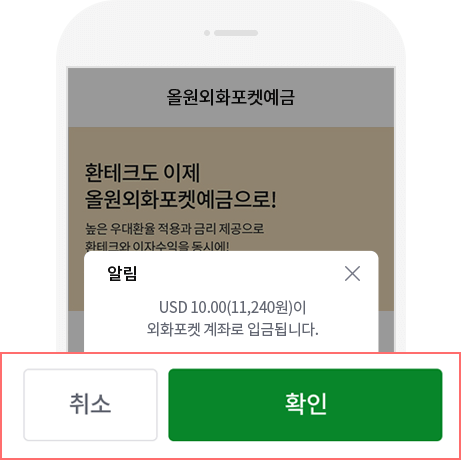 올원외화포켓예금
환테크도 이제
올원외화포켓예금으로!
높은 우대환율 적용과 금리 제공으로
환테크와 이자수익을 동시에!
알림
USD 10.00(11,240원)이
외화포켓 계좌로 입금됩니다.
취소
확인